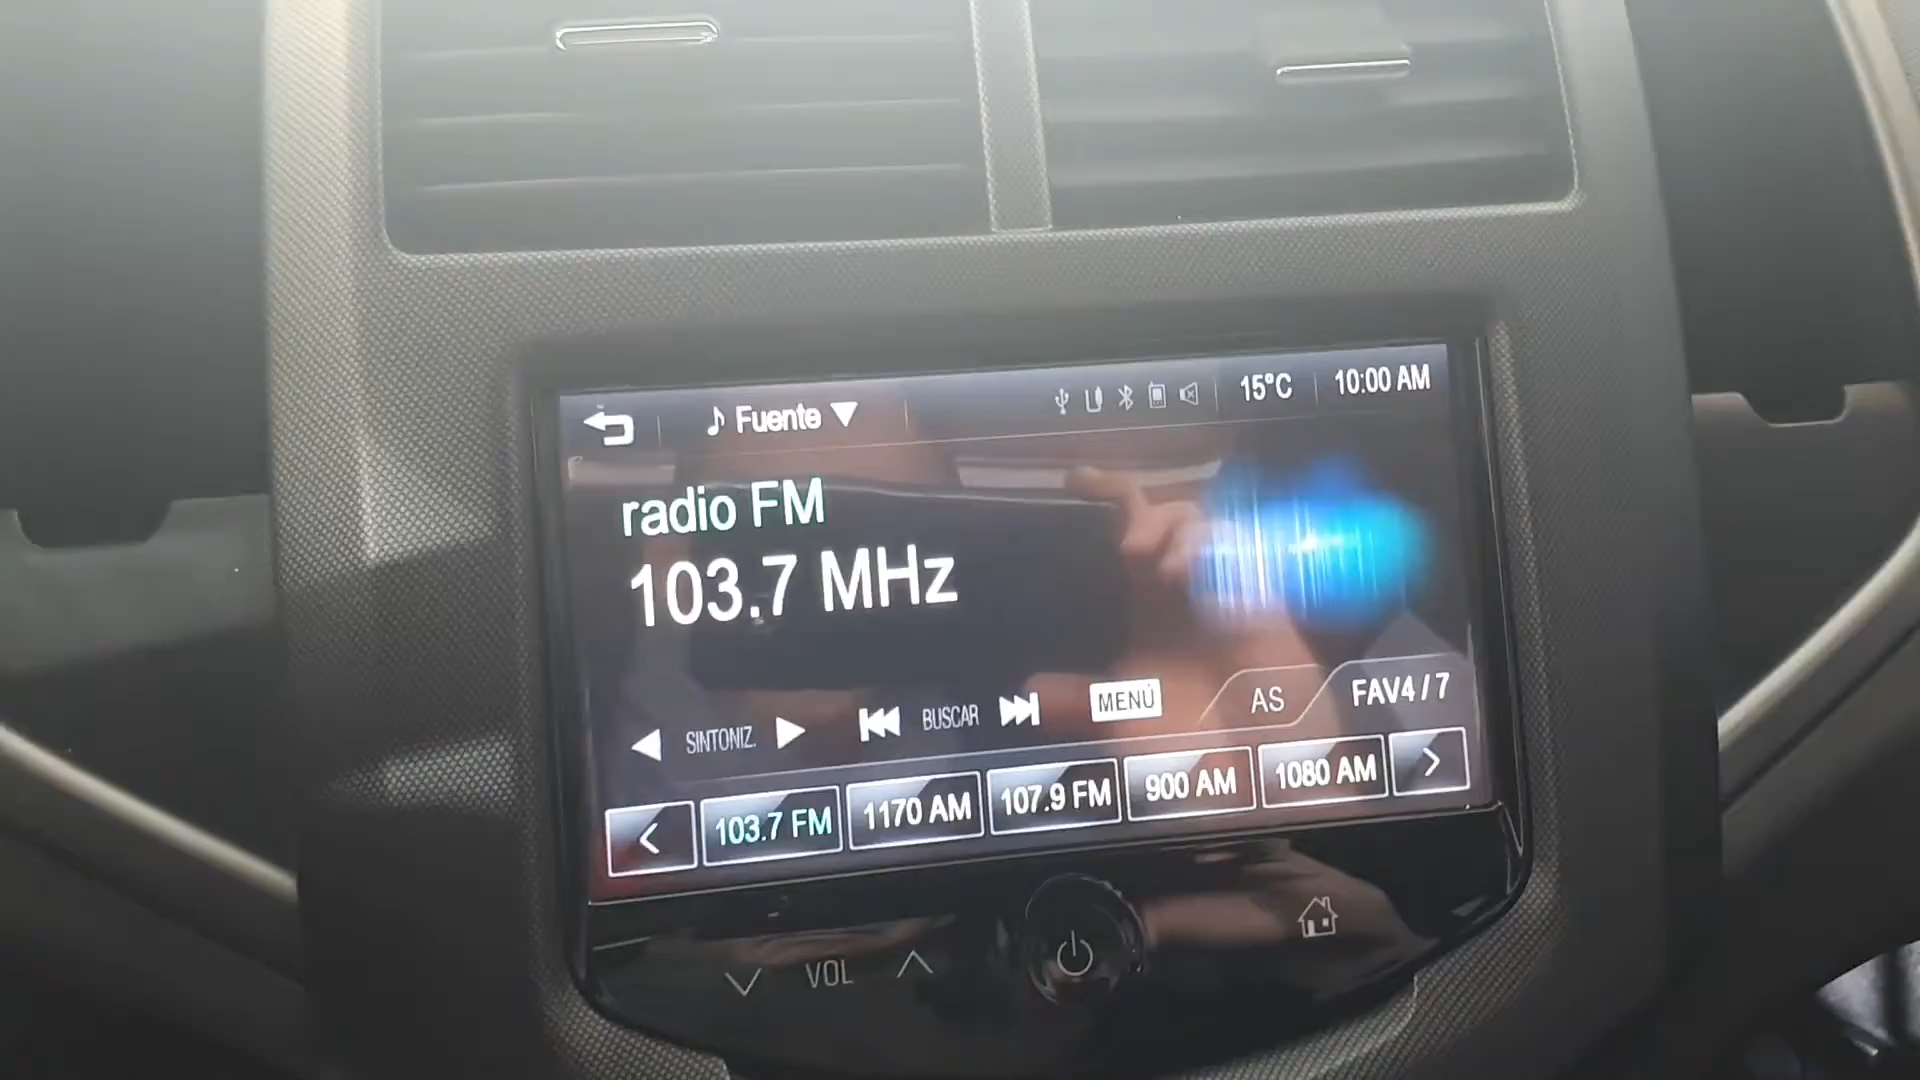 Fuente
15°C
10:00 AM
radio FM
103.7 MHz
SINTONIZ.
BUSCAR
MENÚ
AS
FAV4 / 7
103.7 FM
1170 AM
107.9 FM
900 AM
1080 AM
VOL